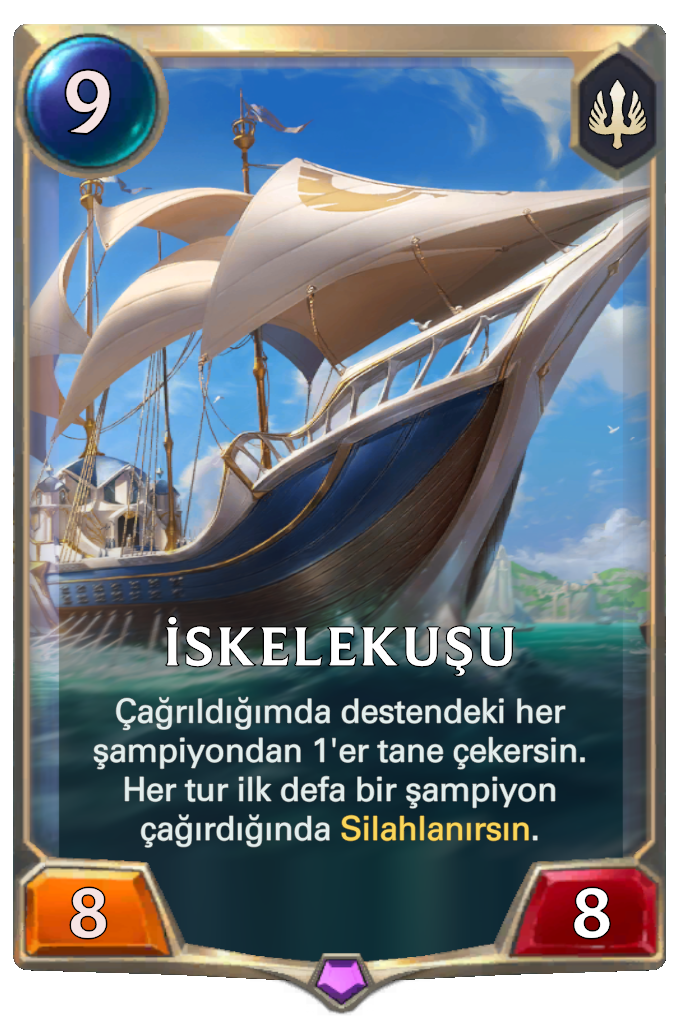 9
İSKELEKUŞU
Çağrıldığımda destendeki her
şampiyondan 1'er tane çekersin.
Her tur ilk defa bir şampiyon
çağırdığında Silahlanırsın.
8
8